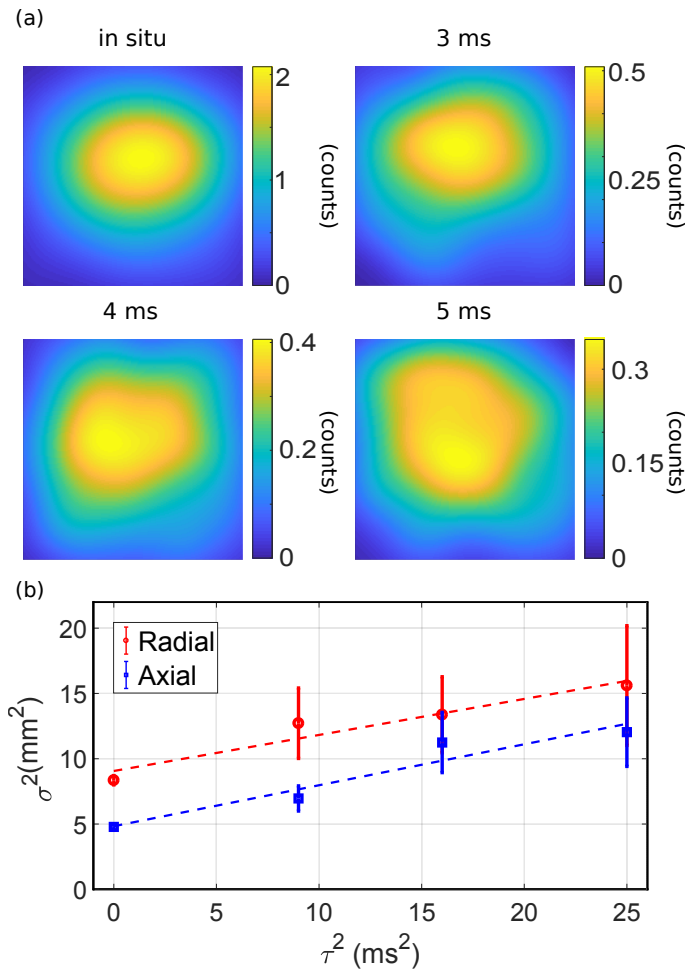 (a)
in situ
3 ms
2
1
0
(counts)
0.5
0.25
0
(counts)
4 ms
5 ms
0.4
0.2
0
(counts)
0.3
0.15
0
(counts)
(b)
Radial
Axial
σ²(mm²)
20
15
10
5
0
0 5 10 15 20 25
τ² (ms²)